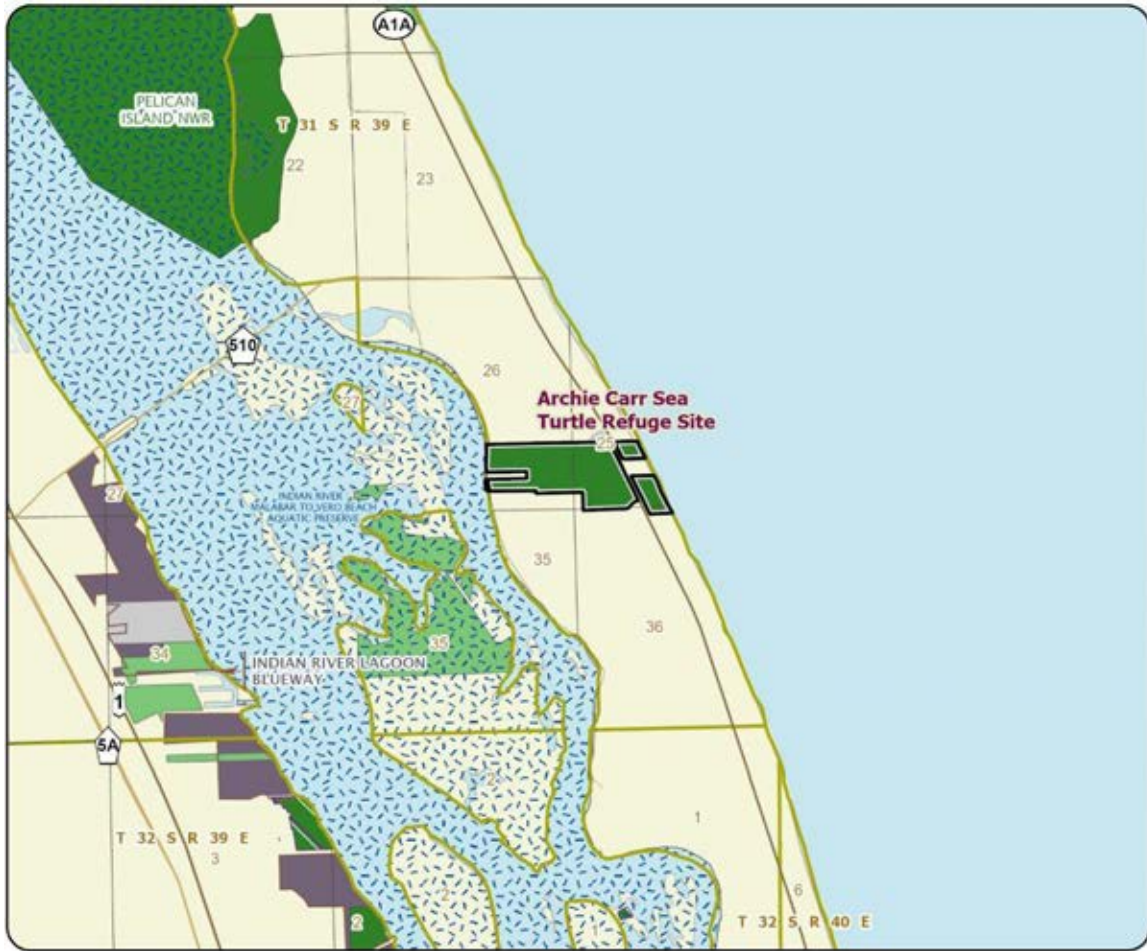 A1A
PELICAN
ISLAND NWR
T 31 S R 39 E
22
23
510
26
27
Archie Carr Sea
Turtle Refuge Site
25
27
INDIAN RIVER
MALABAR TO VERO BEACH
AQUATIC PRESERVE
35
36
34
35
INDIAN RIVER LAGOON
BLUEWAY
1
5A
2
T 32 S R 39 E
3
1
2
6
2
1
T 32 S R 40 E